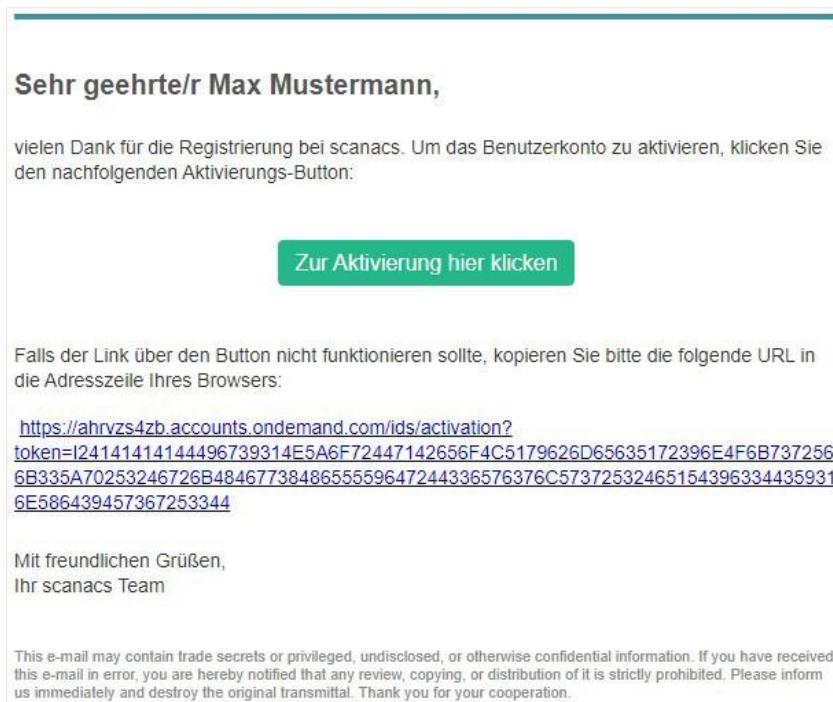 Sehr geehrte/r Max Mustermann,
vielen Dank für die Registrierung bei scanacs. Um das Benutzerkonto zu aktivieren, klicken Sie
den nachfolgenden Aktivierungs-Button:
Zur Aktivierung hier klicken
Falls der Link über den Button nicht funktionieren sollte, kopieren Sie bitte die folgende URL in
die Adresszeile Ihres Browsers:
https://ahrvzs4zb.accounts.ondemand.com/ids/activation?
token=I24141414144496739314E5A6F72447142656F4C5179626D65635172396E4F6B737256
6B335A70253246726B48467738486555596472443365763 76C57372532465154396334435931
6E5864394573672533 44
Mit freundlichen Grüßen,
Ihr scanacs Team
This e-mail may contain trade secrets or privileged, undisclosed, or otherwise confidential information. If you have received
this e-mail in error, you are hereby notified that any review, copying, or distribution of it is strictly prohibited. Please inform
us immediately and destroy the original transmittal. Thank you for your cooperation.